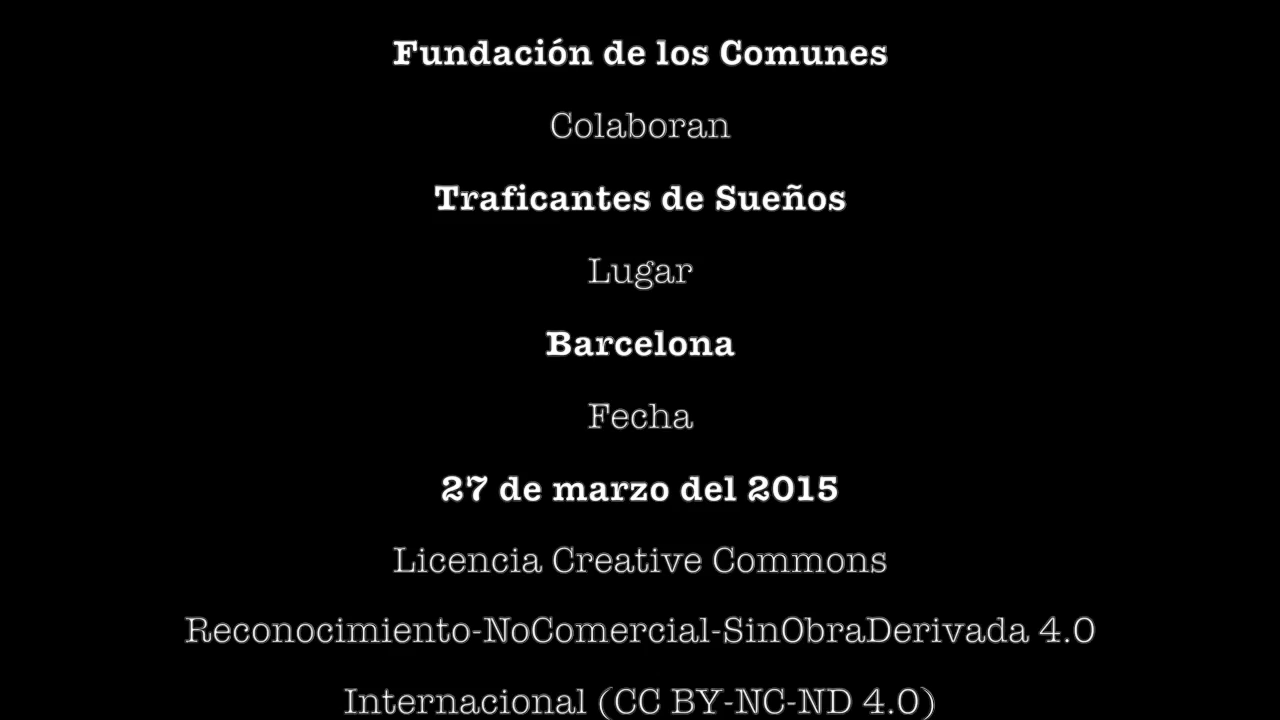 Fundación de los Comunes
Colaboran
Traficantes de Sueños
Lugar
Barcelona
Fecha
27 de marzo del 2015
Licencia Creative Commons
Reconocimiento-NoComercial-SinObraDerivada 4.0
Internacional (CC BY-NC-ND 4.0)